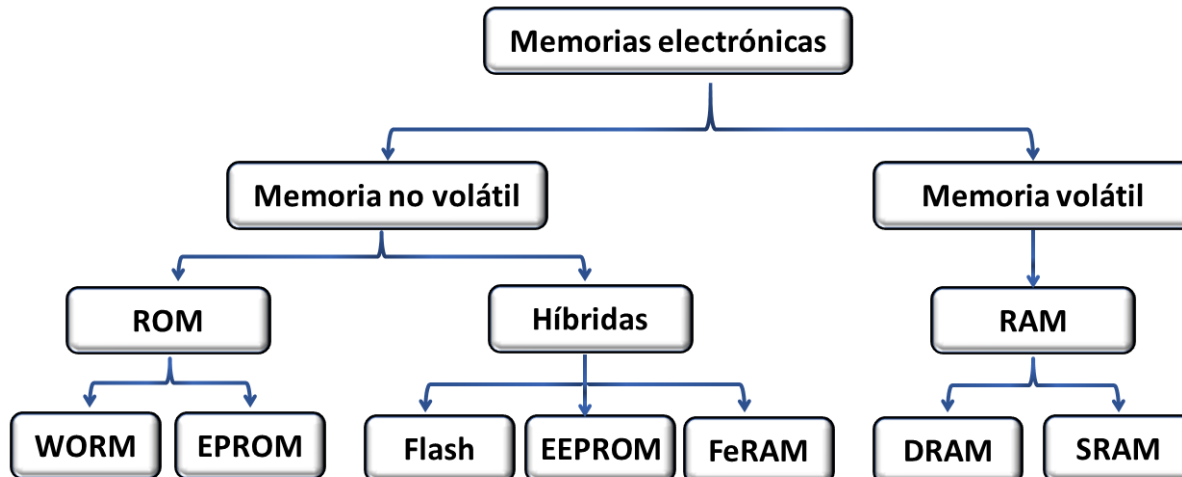 Memorias electrónicas
Memoria no volátil
Memoria volátil
ROM
Híbridas
RAM
WORM
EPROM
Flash
EEPROM
FeRAM
DRAM
SRAM